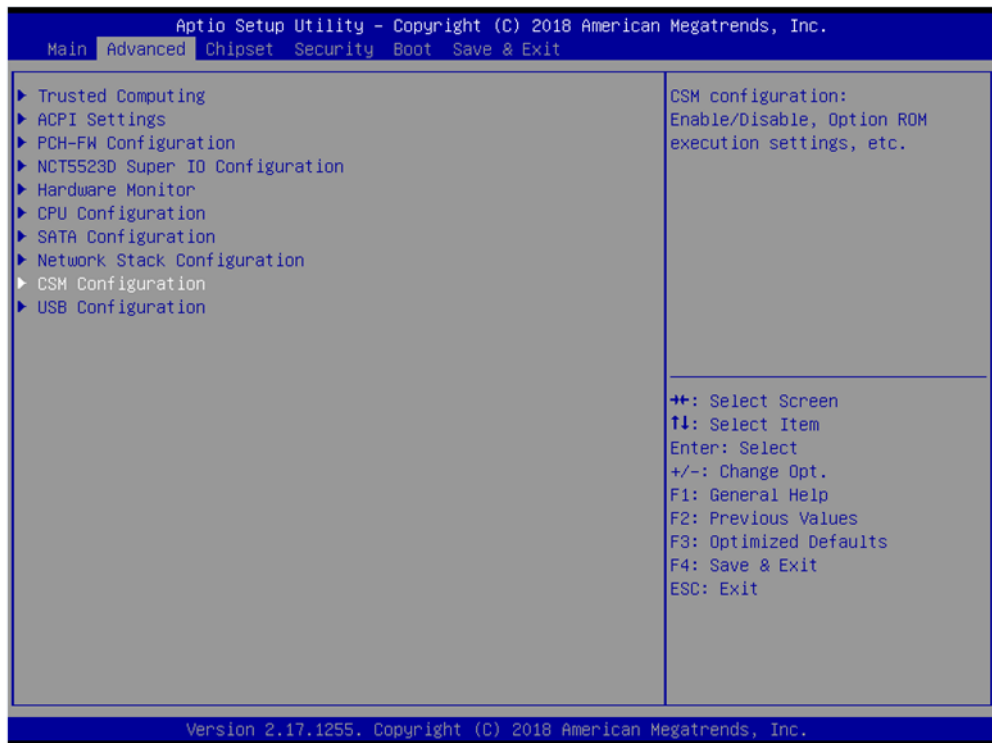 Aptio Setup Utility – Copyright (C) 2018 American Megatrends, Inc.
Main Advanced Chipset Security Boot Save & Exit
Trusted Computing
ACPI Settings
PCH-FW Configuration
NCT5523D Super IO Configuration
Hardware Monitor
CPU Configuration
SATA Configuration
Network Stack Configuration
CSM Configuration
USB Configuration
CSM configuration:
Enable/Disable, Option ROM
execution settings, etc.
→←: Select Screen
↑↓: Select Item
Enter: Select
+/-: Change Opt.
F1: General Help
F2: Previous Values
F3: Optimized Defaults
F4: Save & Exit
ESC: Exit
Version 2.17.1255. Copyright (C) 2018 American Megatrends, Inc.